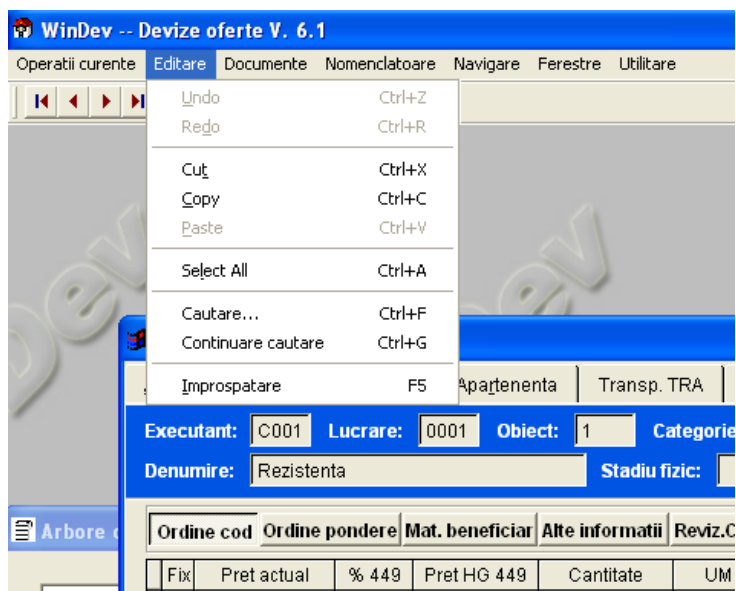 WinDev -- Devize oferte V. 6.1
Operatii curente Editare Documente Nomenclatoare Navigare Ferestre Utilitare
Undo Ctrl+Z
Redo Ctrl+R
Cut Ctrl+X
Copy Ctrl+C
Paste Ctrl+V
Select All Ctrl+A
Cautare... Ctrl+F
Continuare cautare Ctrl+G
Improspatare F5
Apartenenta Transp. TRA
Executant: C001 Lucrare: 0001 Obiect: 1 Categorie
Denumire: Rezistenta Stadiu fizic:
Arbore
Ordine cod Ordine pondere Mat. beneficiar Alte informatii Reviz.C
Fix Pret actual % 449 Pret HG 449 Cantitate UM